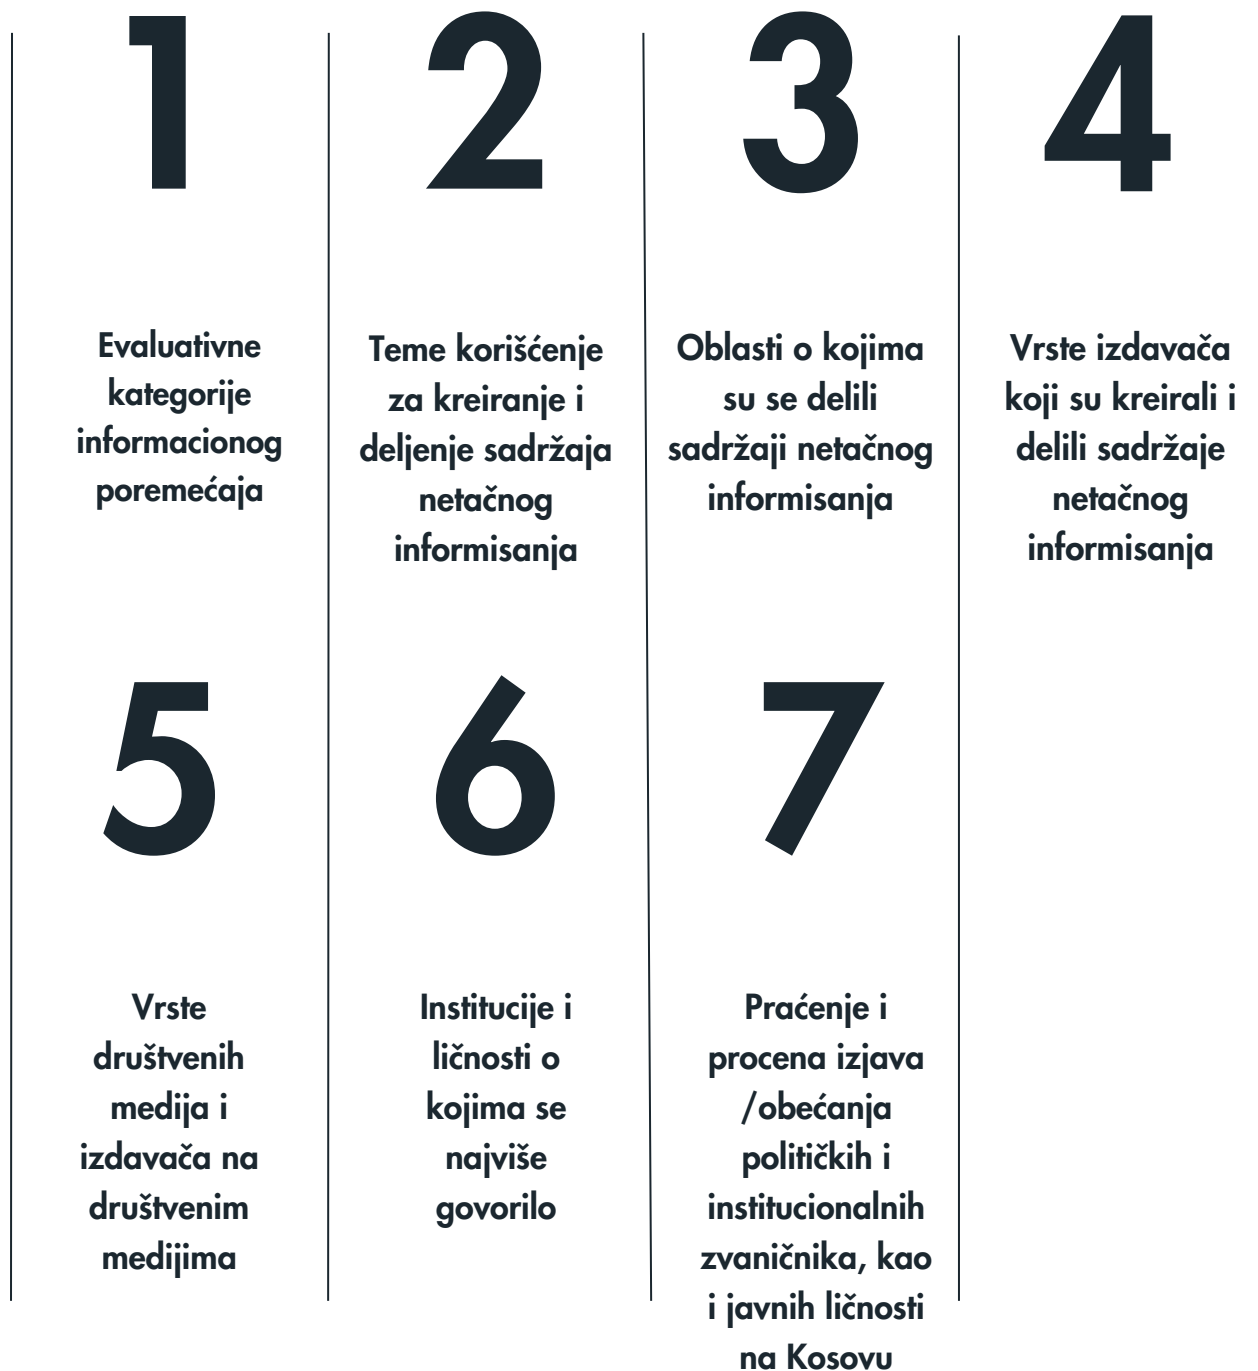 1
Evaluativne
kategorije
informacionog
poremećaja
2
Teme korišćenje
za kreiranje i
deljenje sadržaja
netačnog
informisanja
3
Oblasti o kojima
su se delili
sadržaji netačnog
informisanja
4
Vrste izdavača
koji su kreirali i
delili sadržaje
netačnog
informisanja
5
Vrste
društvenih
medija i
izdavača na
društvenim
medijima
6
Institucije i
ličnosti o
kojima se
najviše
govorilo
7
Praćenje i
procena izjava
/obećanja
političkih i
institucionalnih
zvaničnika, kao
i javnih ličnosti
na Kosovu